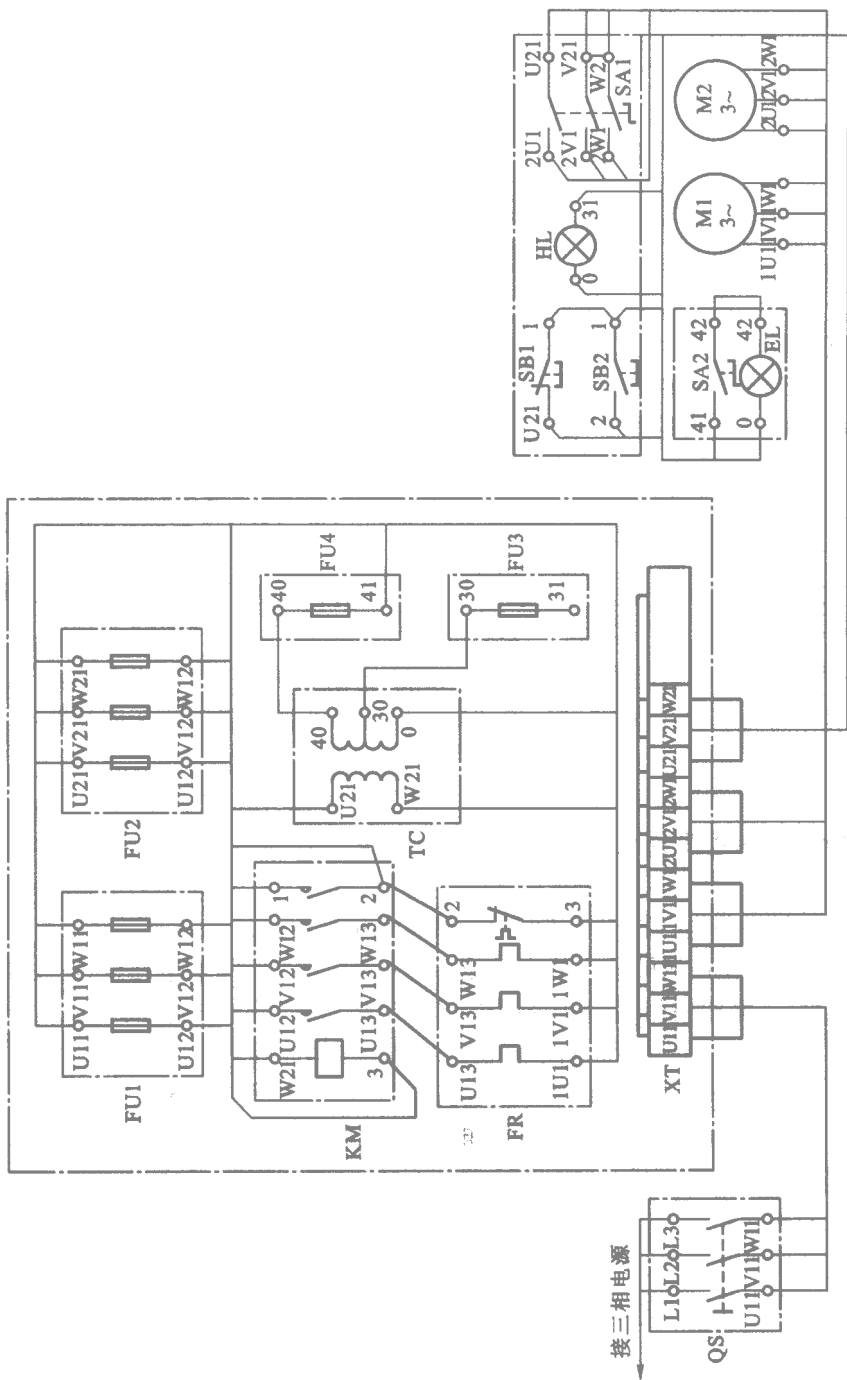 FU1
U11 V11 W11
U12 V12 W12
FU2
U21 V21 W21
U12 V12 W12
KM
W21 U12 V12 W12 1
3 U13 V13 W13 2
TC
U21 40
30
W21 0
FU4
40
41
FR
U13 V13 W13 2
1U1 1V1 1W1 3
FU3
30
31
XT
U11 V11 W11 1U1 1V1 1W1 2U1 2V1 2W1 U21 V21 W21
接三相电源
QS
L1 L2 L3
U11 V11 W11
U21 SB1 1
2 SB2 1
HL
0 31
2U1 U21
2V1 V21
2W1 W2
SA1
41 SA2 42
0 42
EL
M1
3~
1U1 1V1 1W1
M2
3~
2U1 2V1 2W1